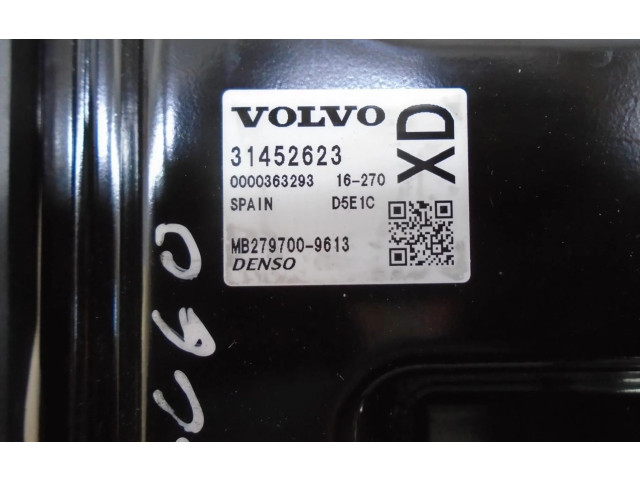 VOLVO
XD
31452623
0000363293 16-270
SPAIN D5E1C
MB279700-9613
DENSO